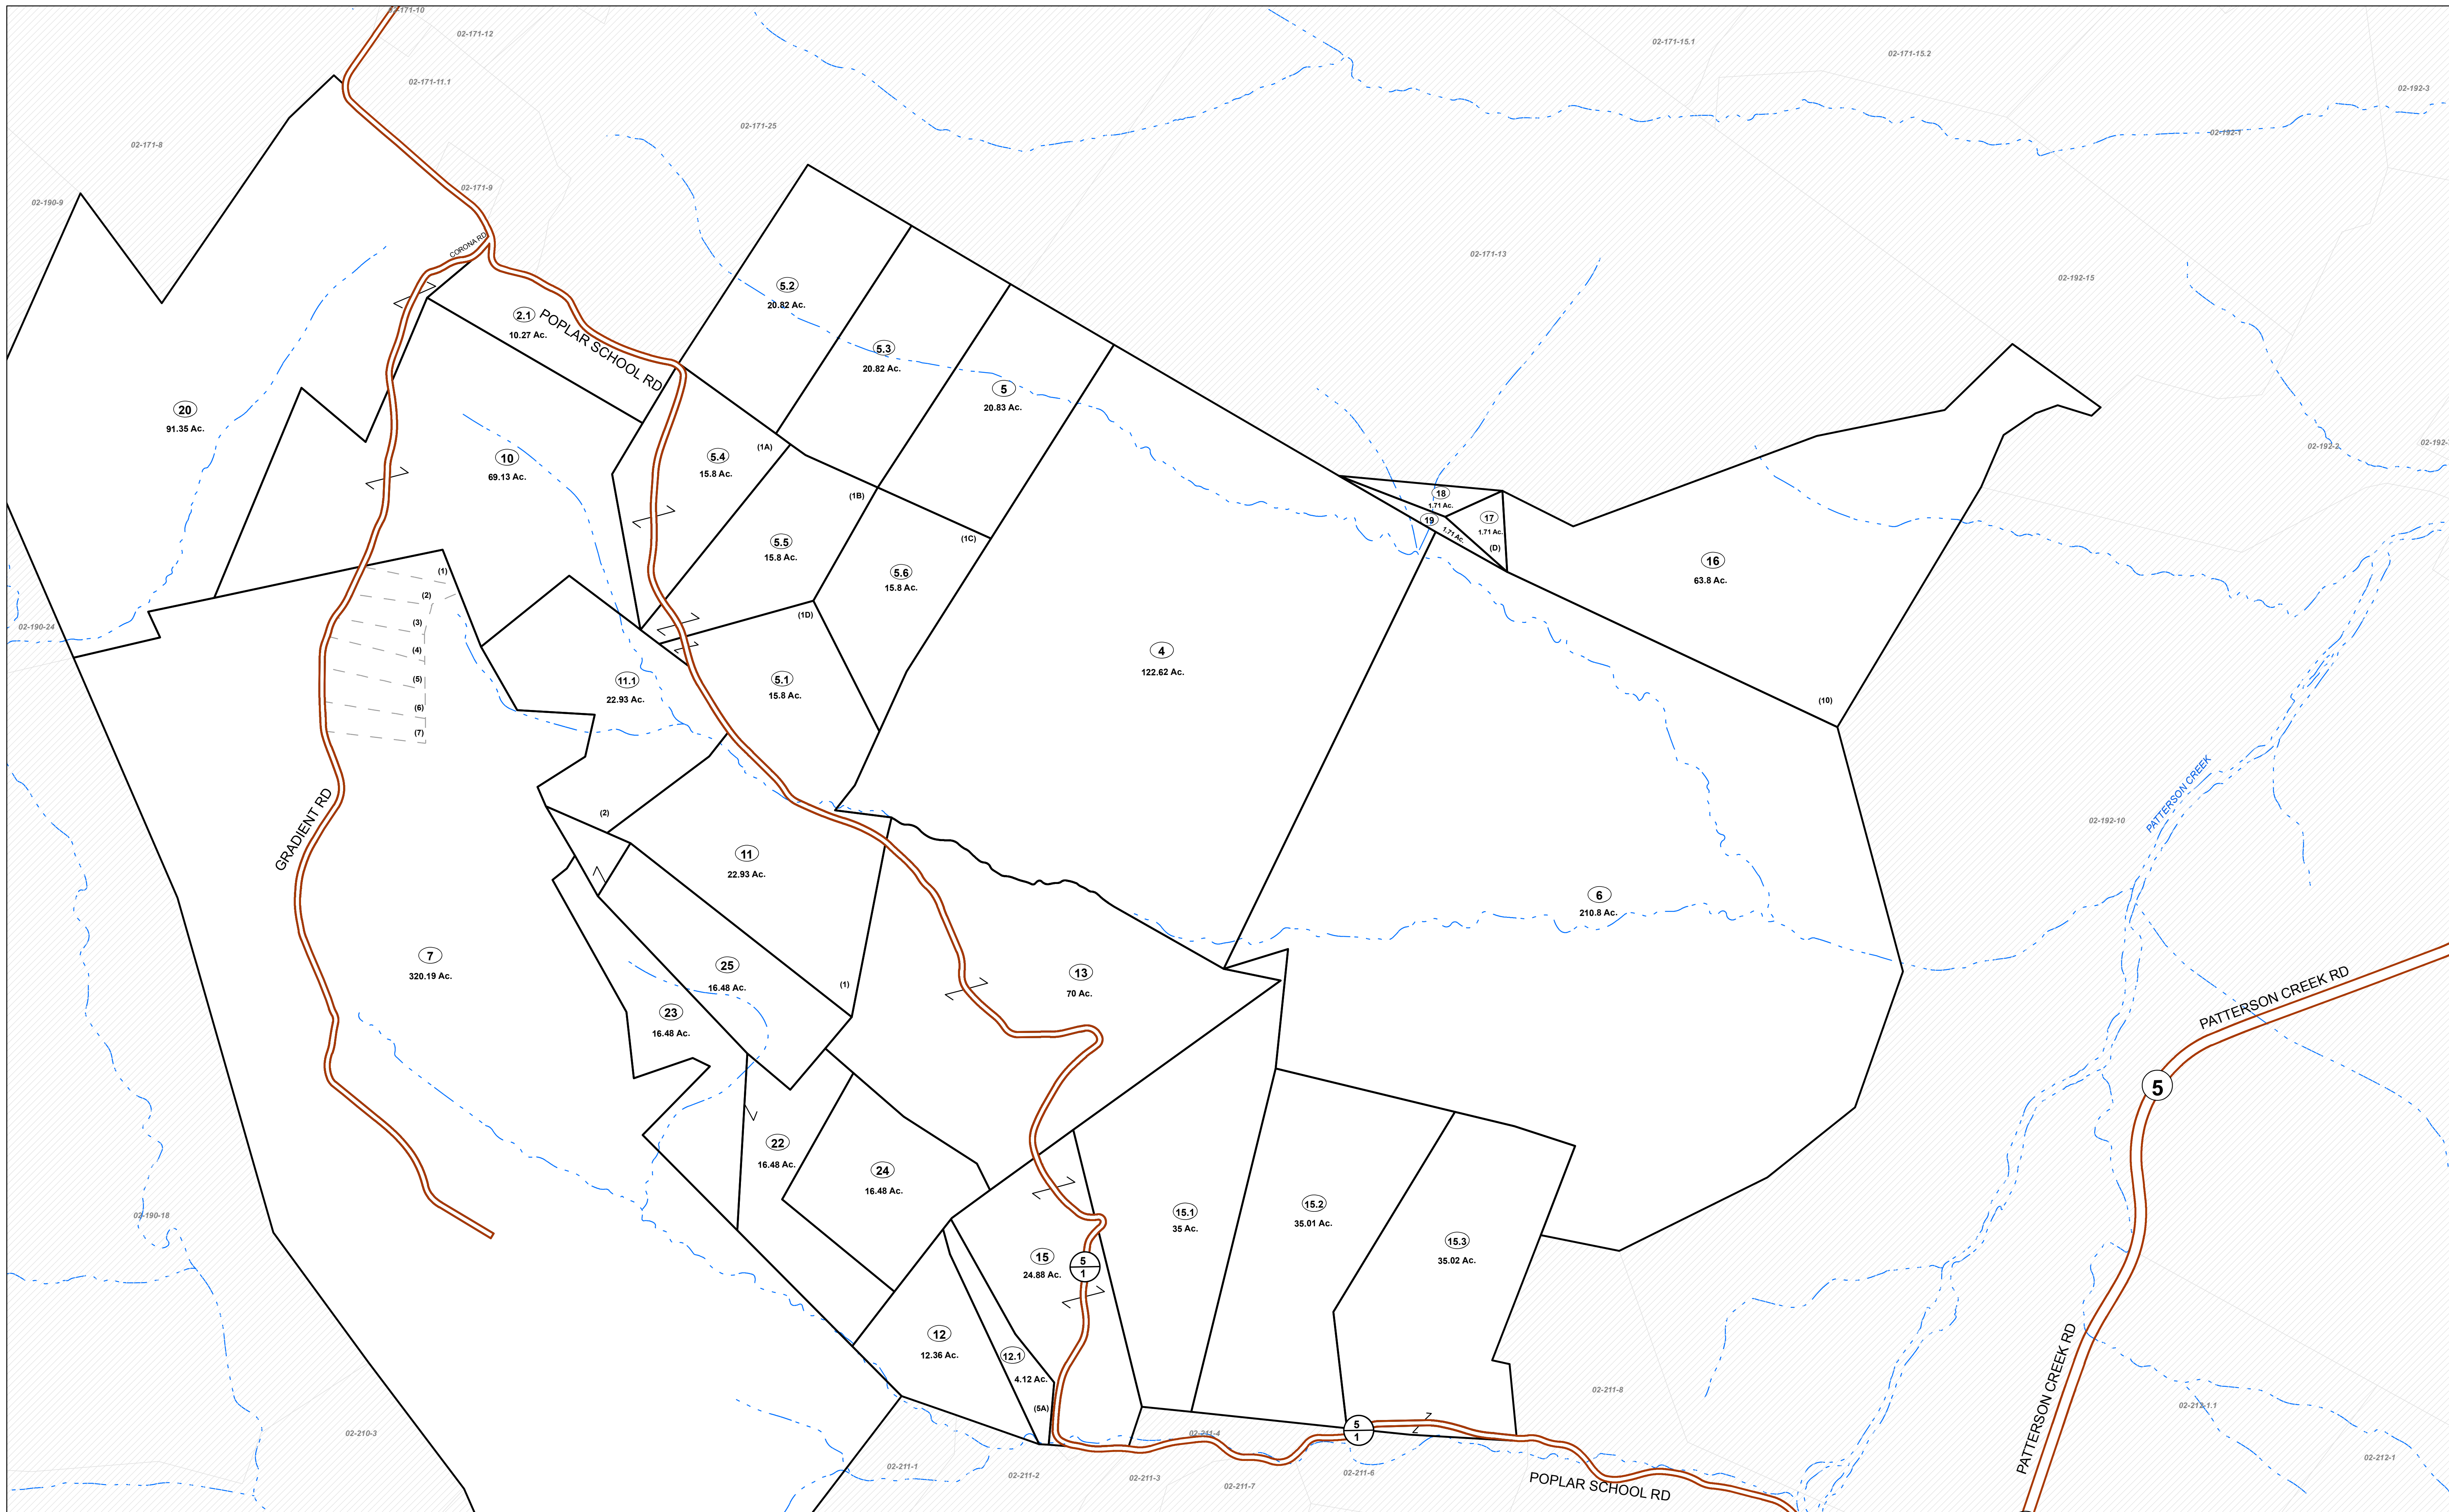 02-171-10
02-171-12
02-171-15.1
02-171-15.2
02-171-11.1
02-192-3
02-171-25
02-192-1
02-171-8
02-171-9
02-190-9
CORONA RD
02-171-13
02-192-15
5.2
20.82 Ac.
2.1
10.27 Ac.
POPLAR SCHOOL RD
5.3
20.82 Ac.
5
20.83 Ac.
20
91.35 Ac.
(1A)
5.4
15.8 Ac.
10
69.13 Ac.
02-192-2
02-192-
(1B)
18
1.71 Ac.
17
1.71 Ac.
(D)
19
1.71 Ac.
(1C)
5.5
15.8 Ac.
5.6
15.8 Ac.
16
63.8 Ac.
(1)
(2)
(3)
(4)
(5)
(6)
(7)
(1D)
02-190-24
4
122.62 Ac.
11.1
22.93 Ac.
5.1
15.8 Ac.
(10)
PATTERSON CREEK
GRADIENT RD
(2)
02-192-10
11
22.93 Ac.
6
210.8 Ac.
7
320.19 Ac.
25
16.48 Ac.
(1)
13
70 Ac.
PATTERSON CREEK RD
23
16.48 Ac.
5
22
16.48 Ac.
24
16.48 Ac.
15.1
35 Ac.
15.2
35.01 Ac.
02-190-18
15.3
35.02 Ac.
15
24.88 Ac.
5
1
12
12.36 Ac.
12.1
4.12 Ac.
(5A)
PATTERSON CREEK RD
02-211-8
02-212-1.1
02-210-3
5
1
02-211-4
02-212-1
02-211-1
02-211-2
02-211-3
02-211-7
02-211-6
POPLAR SCHOOL RD